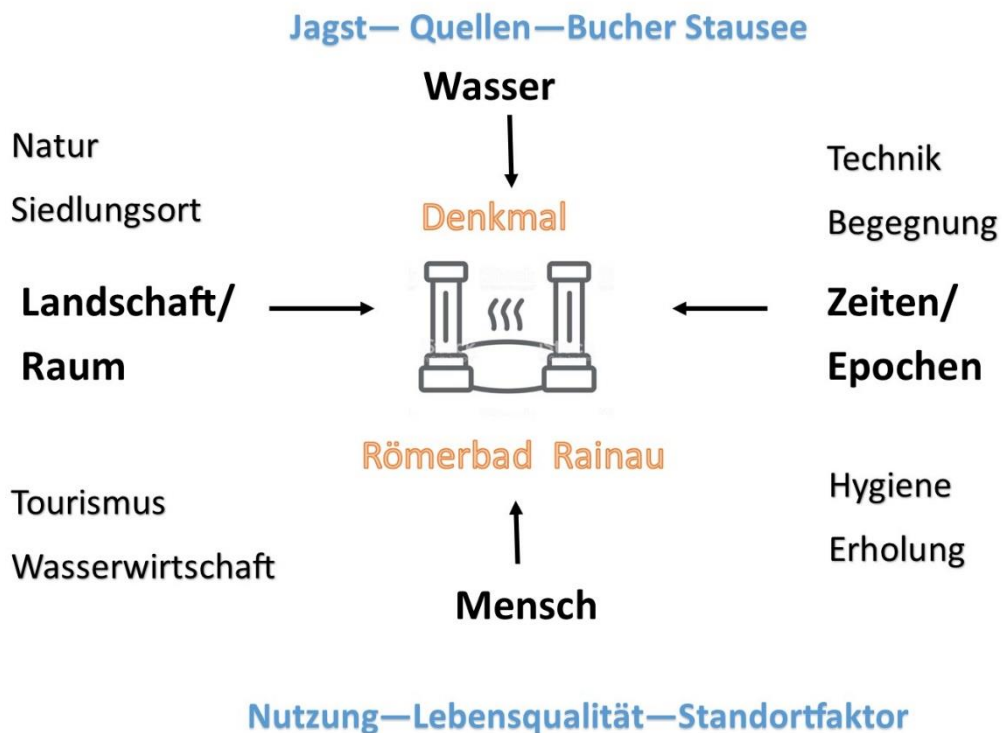 Jagst— Quellen—Bucher Stausee
Wasser
Natur
Siedlungsort
Technik
Begegnung
Denkmal
Landschaft/
Raum
Zeiten/
Epochen
Römerbad Rainau
Tourismus
Wasserwirtschaft
Hygiene
Erholung
Mensch
Nutzung—Lebensqualität—Standortfaktor